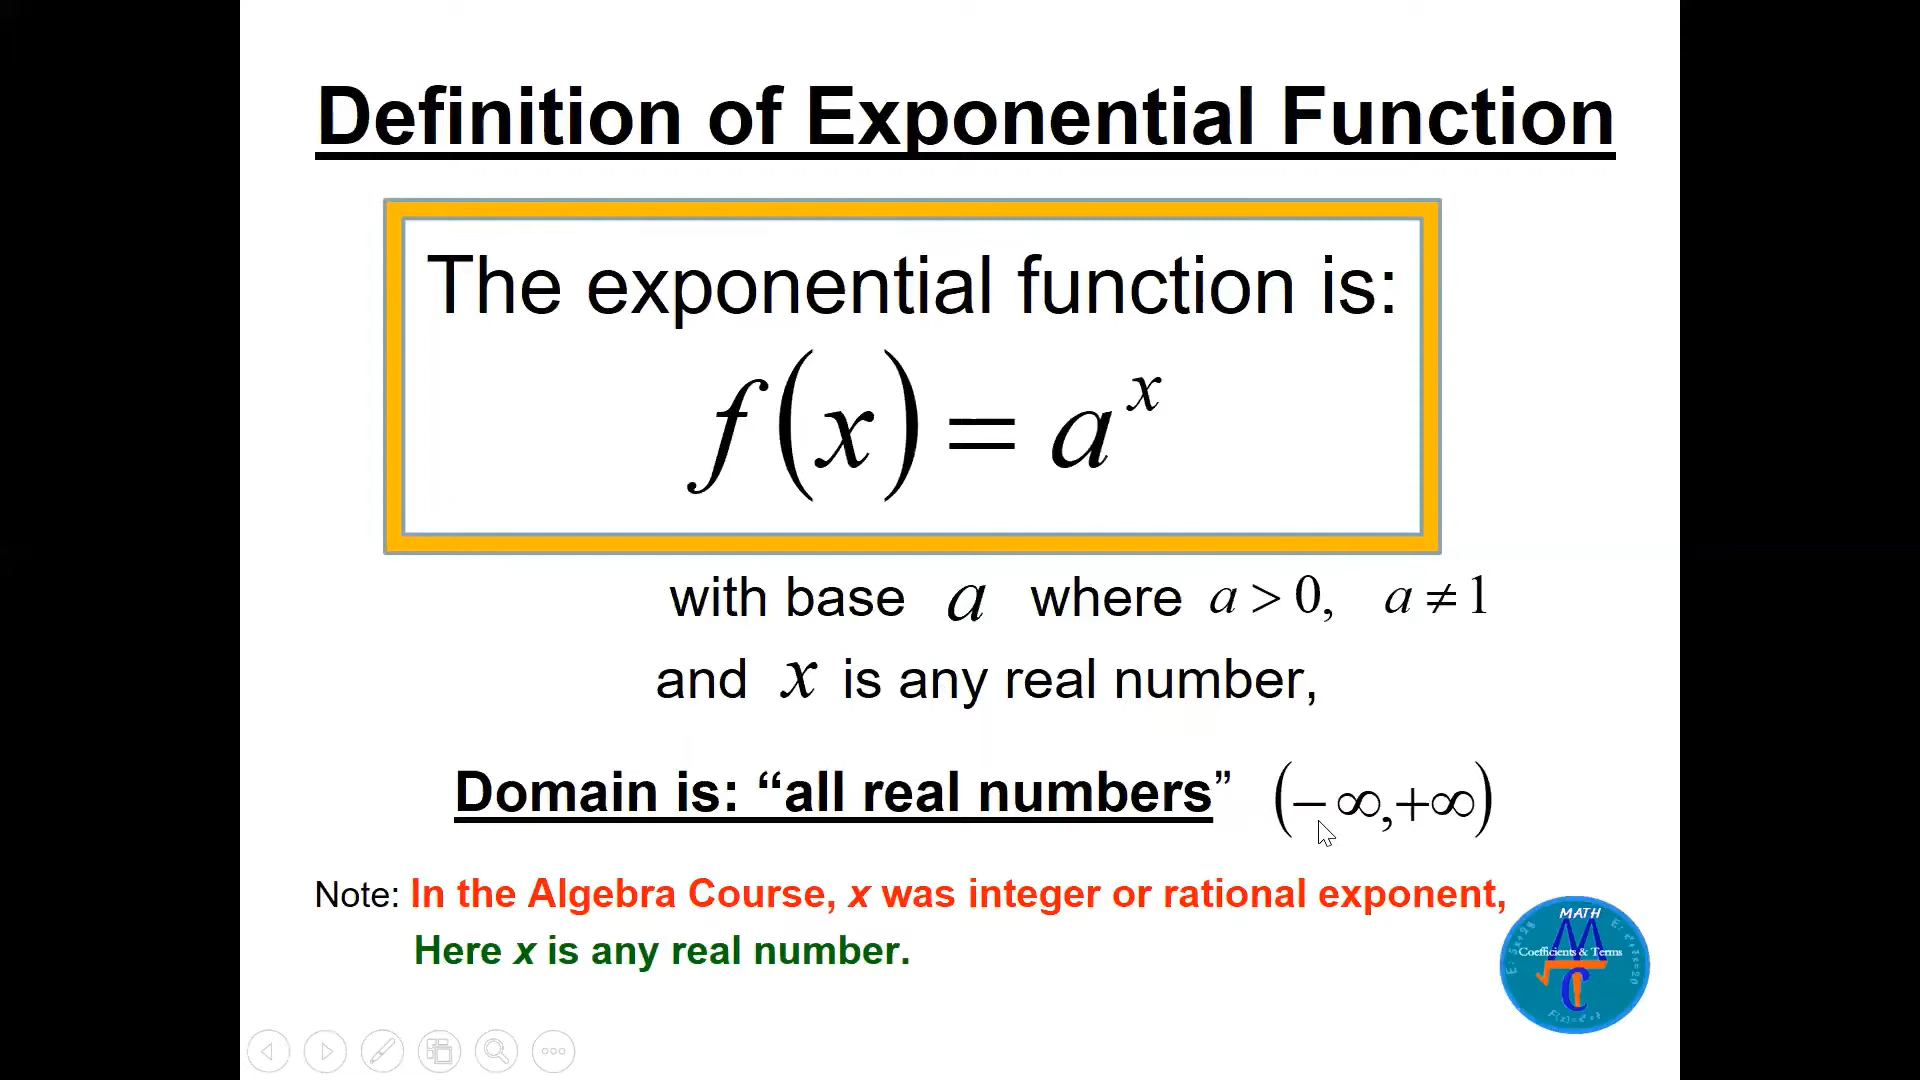 Definition of Exponential Function
The exponential function is:
f(x) = a^x
with base a where a > 0, a ≠ 1
and x is any real number,
Domain is: “all real numbers” (−∞,+∞)
Note: In the Algebra Course, x was integer or rational exponent,
Here x is any real number.
MATH
Coefficients & Terms